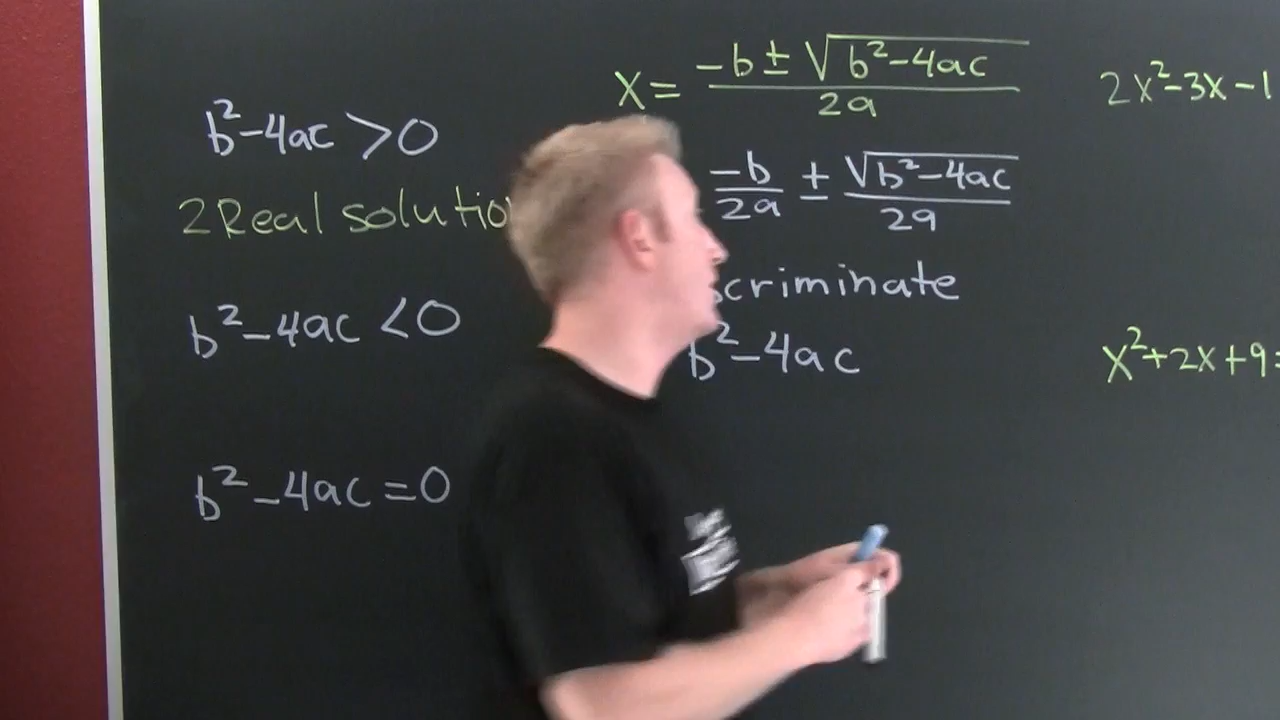 b²-4ac >0
2 Real solutio
b²-4ac <0
b²-4ac =0
x = -b ± √b²-4ac / 2a
-b / 2a ± √b²-4ac / 2a
scriminate
b²-4ac
2x²-3x-1
x²+2x+9=